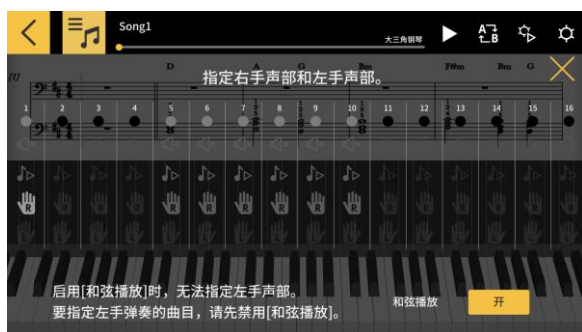 Song1
大三角钢琴
A B
[1] D A G Bm F#m Bm G
指定右手声部和左手声部。
1 2 3 4 5 6 7 8 9 10 11 12 13 14 15 16
R R R R R R R
启用[和弦播放]时，无法指定左手声部。
要指定左手弹奏的曲目，请先禁用[和弦播放]。
和弦播放 开